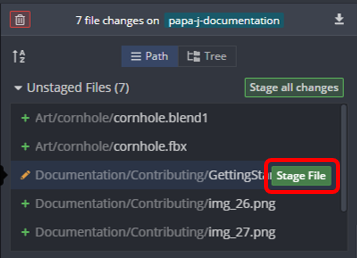 7 file changes on papa-j-documentation
A Z Path Tree
Unstaged Files (7) Stage all changes
+ Art/cornhole/cornhole.blend1
+ Art/cornhole/cornhole.fbx
Documentation/Contributing/GettingSta Stage File
+ Documentation/Contributing/img_26.png
+ Documentation/Contributing/img_27.png